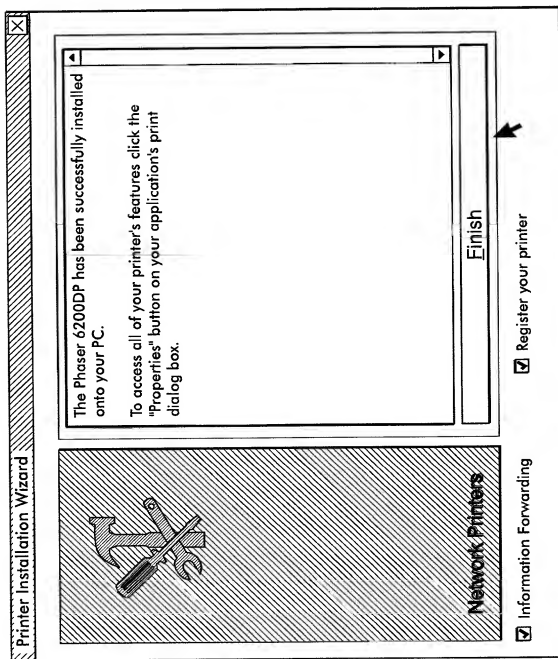 Printer Installation Wizard
The Phaser 6200DP has been successfully installed
onto your PC.
To access all of your printer's features click the
"Properties" button on your application's print
dialog box.
Network Printers
Finish
Information Forwarding
Register your printer